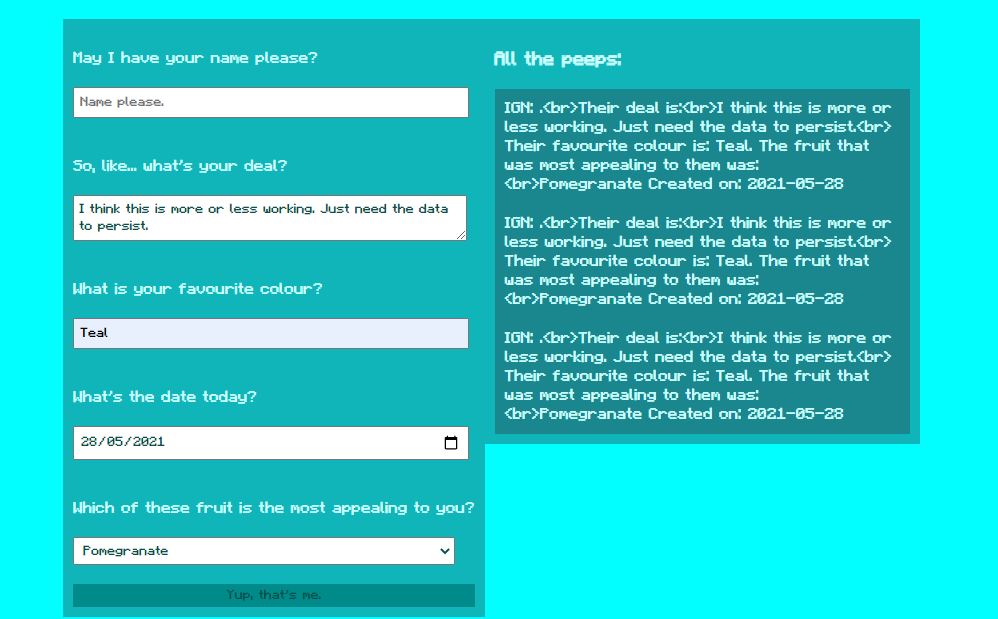 May I have your name please?
Name please.
So, like... what's your deal?
I think this is more or less working. Just need the data
to persist.
What is your favourite colour?
Teal
What's the date today?
28/05/2021
Which of these fruit is the most appealing to you?
Pomegranate
Yup, that's me.
All the peeps:
IGN: .<br>Their deal is:<br>I think this is more or
less working. Just need the data to persist.<br>
Their favourite colour is: Teal. The fruit that
was most appealing to them was:
<br>Pomegranate Created on: 2021-05-28
IGN: .<br>Their deal is:<br>I think this is more or
less working. Just need the data to persist.<br>
Their favourite colour is: Teal. The fruit that
was most appealing to them was:
<br>Pomegranate Created on: 2021-05-28
IGN: .<br>Their deal is:<br>I think this is more or
less working. Just need the data to persist.<br>
Their favourite colour is: Teal. The fruit that
was most appealing to them was:
<br>Pomegranate Created on: 2021-05-28